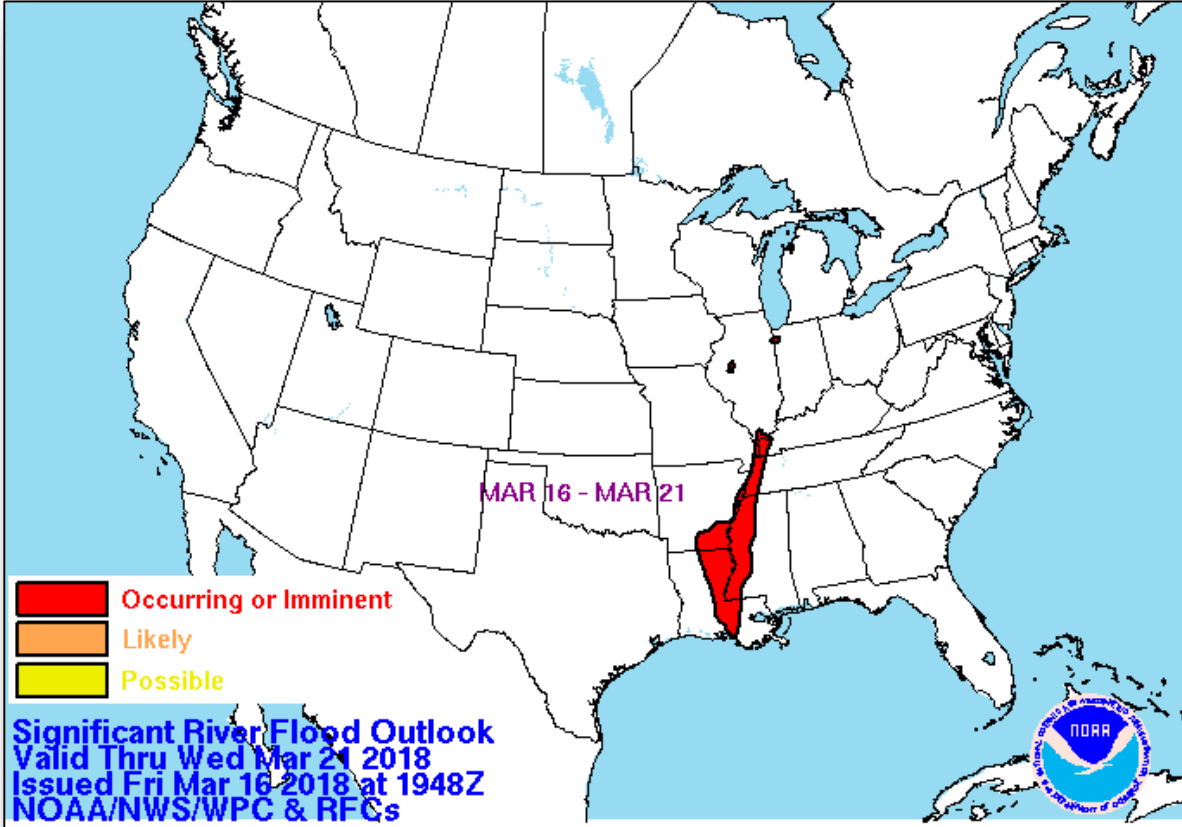 MAR 16 - MAR 21
Occurring or Imminent
Likely
Possible
Significant River Flood Outlook
Valid Thru Wed Mar 21 2018
Issued Fri Mar 16 2018 at 1948Z
NOAA/NWS/WPC & RFCs
NOAA